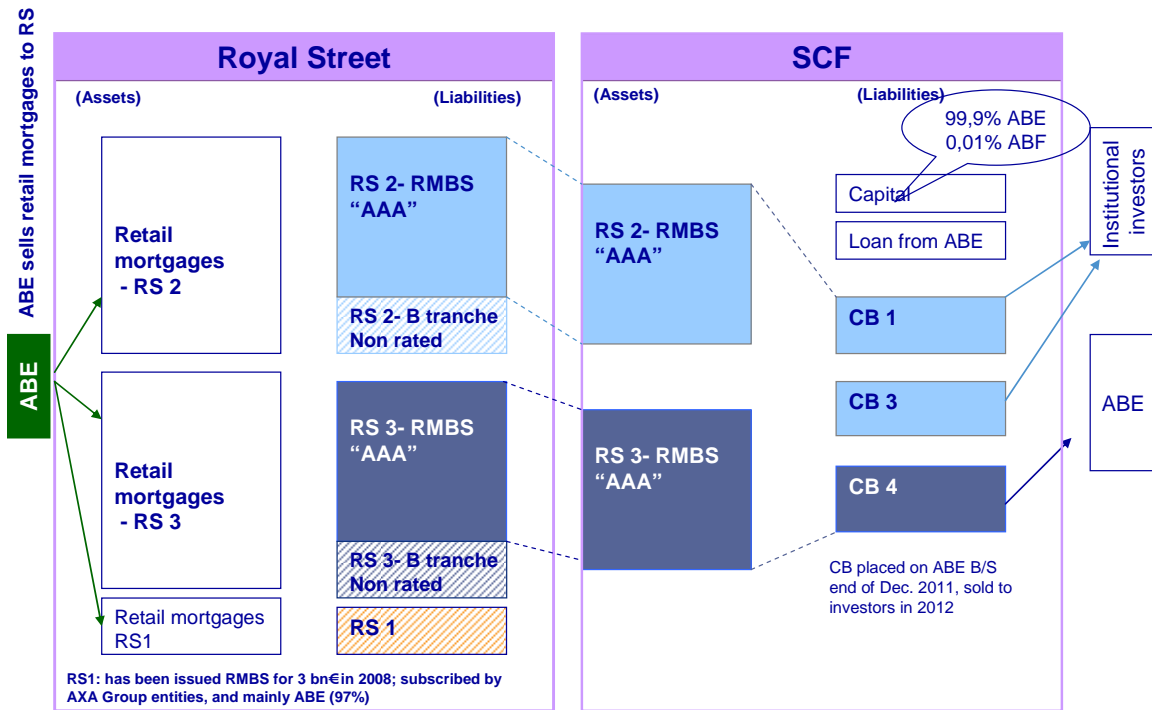 ABE sells retail mortgages to RS
ABE
Royal Street
(Assets)
(Liabilities)
Retail
mortgages
- RS 2
RS 2- RMBS
“AAA”
RS 2- B tranche
Non rated
Retail
mortgages
- RS 3
RS 3- RMBS
“AAA”
RS 3- B tranche
Non rated
Retail mortgages
RS1
RS 1
RS1: has been issued RMBS for 3 bn€in 2008; subscribed by
AXA Group entities, and mainly ABE (97%)
SCF
(Assets)
(Liabilities)
99,9% ABE
0,01% ABF
RS 2- RMBS
“AAA”
RS 3- RMBS
“AAA”
Capital
Loan from ABE
CB 1
CB 3
CB 4
CB placed on ABE B/S
end of Dec. 2011, sold to
investors in 2012
Institutional
investors
ABE